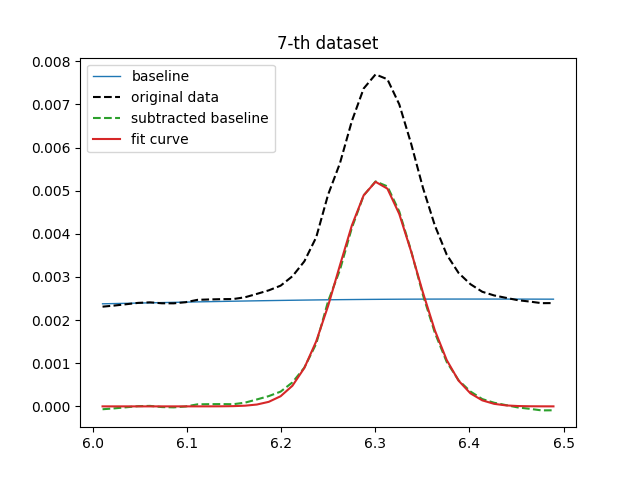 7-th dataset
baseline
original data
subtracted baseline
fit curve
0.008
0.007
0.006
0.005
0.004
0.003
0.002
0.001
0.000
6.0 6.1 6.2 6.3 6.4 6.5